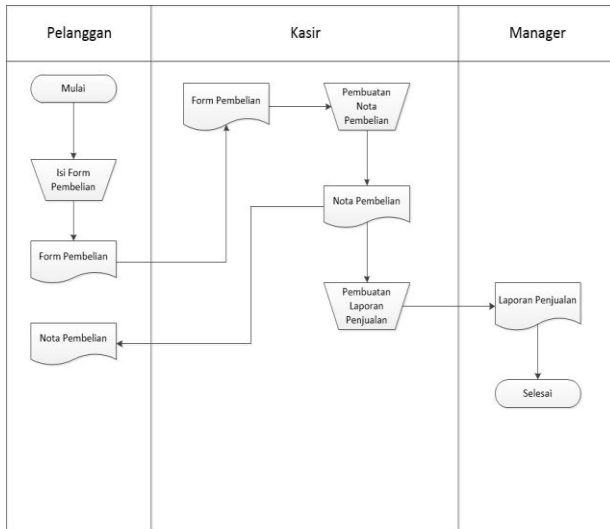 Pelanggan
Kasir
Manager
Mulai
Isi Form
Pembelian
Form Pembelian
Nota Pembelian
Form Pembelian
Pembuatan
Nota
Pembelian
Nota Pembelian
Pembuatan
Laporan
Penjualan
Laporan Penjualan
Selesai